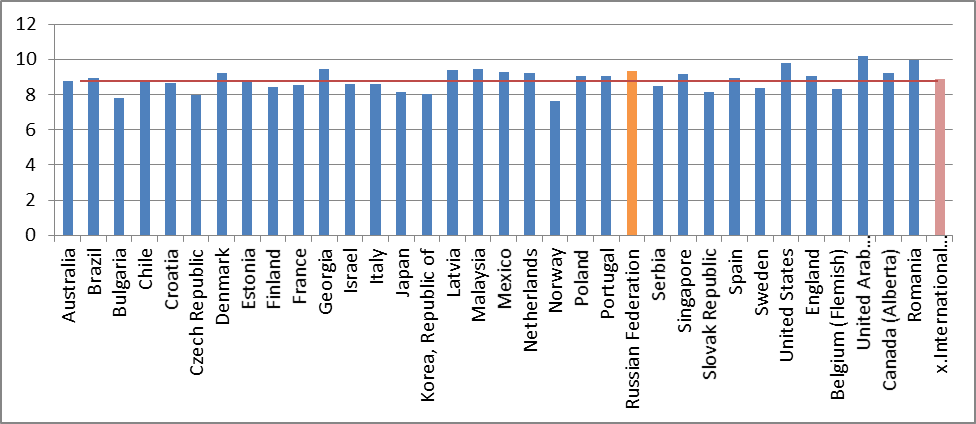 12
10
8
6
4
2
0
Australia
Brazil
Bulgaria
Chile
Croatia
Czech Republic
Denmark
Estonia
Finland
France
Georgia
Israel
Italy
Japan
Korea, Republic of
Latvia
Malaysia
Mexico
Netherlands
Norway
Poland
Portugal
Russian Federation
Serbia
Singapore
Slovak Republic
Spain
Sweden
United States
England
Belgium (Flemish)
United Arab...
Canada (Alberta)
Romania
x.International...